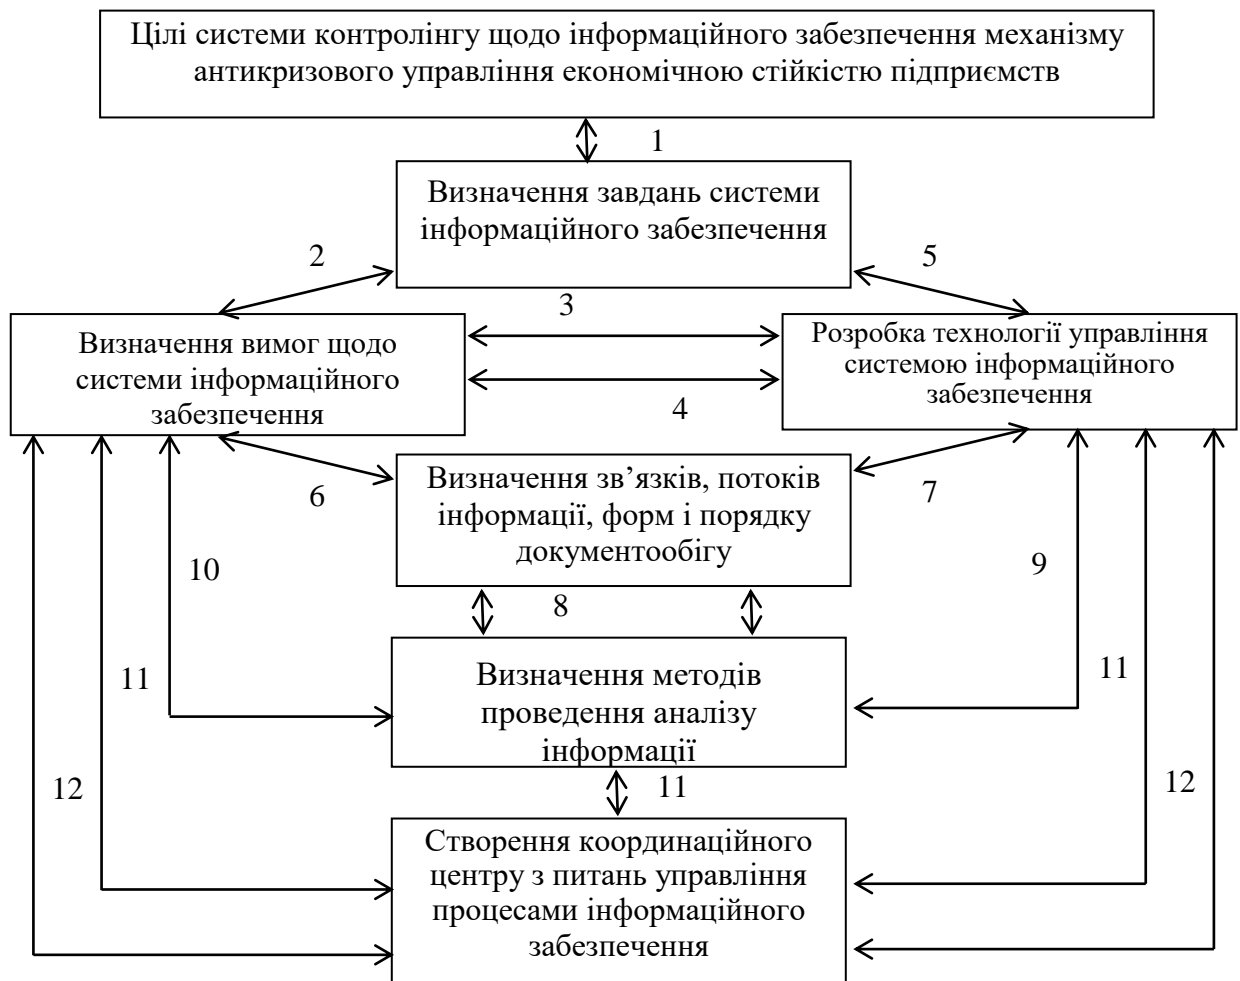 Цілі системи контролінгу щодо інформаційного забезпечення механізму
антикризового управління економічною стійкістю підприємств
1
Визначення завдань системи
інформаційного забезпечення
2
5
3
Визначення вимог щодо
системи інформаційного
забезпечення
Розробка технології управління
системою інформаційного
забезпечення
4
6
Визначення зв’язків, потоків
інформації, форм і порядку
документообігу
7
10
8
9
11
Визначення методів
проведення аналізу
інформації
11
12
11
12
Створення координаційного
центру з питань управління
процесами інформаційного
забезпечення